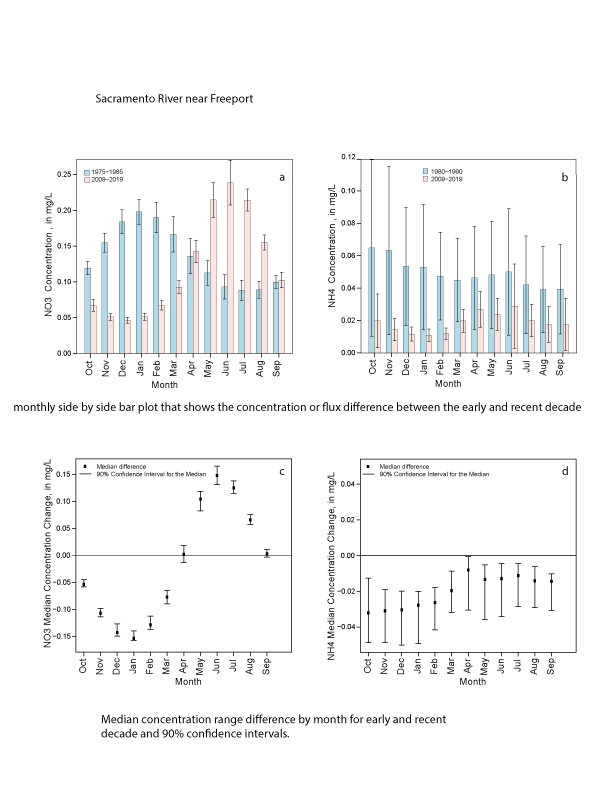 Sacramento River near Freeport
NO3 Concentration , in mg/L
0.25
0.20
0.15
0.10
0.05
0.00
1975-1985
2009-2019
a
Oct Nov Dec Jan Feb Mar Apr May Jun Jul Aug Sep
Month
NH4 Concentration , in mg/L
0.12
0.10
0.08
0.06
0.04
0.02
0.00
1980-1990
2009-2019
b
Oct Nov Dec Jan Feb Mar Apr May Jun Jul Aug Sep
Month
monthly side by side bar plot that shows the concentration or flux difference between the early and recent decade
NO3 Median Concentration Change, in mg/L
0.15
0.10
0.05
0.00
-0.05
-0.10
-0.15
Median difference
90% Confidence Interval for the Median
c
Oct Nov Dec Jan Feb Mar Apr May Jun Jul Aug Sep
Month
NH4 Median Concentration Change, in mg/L
0.04
0.02
0.00
-0.02
-0.04
Median difference
90% Confidence Interval for the Median
d
Oct Nov Dec Jan Feb Mar Apr May Jun Jul Aug Sep
Month
Median concentration range difference by month for early and recent
decade and 90% confidence intervals.